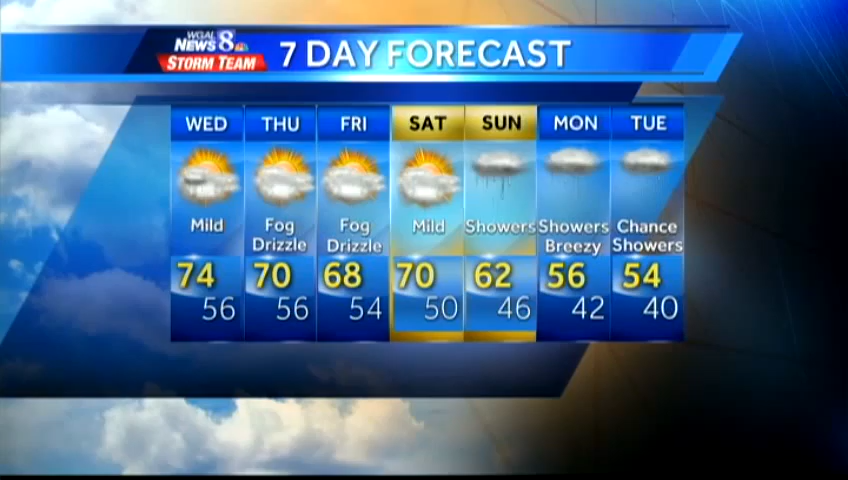 WGAL
NEWS 8
STORM TEAM
7 DAY FORECAST
WED THU FRI SAT SUN MON TUE
Mild Fog Drizzle Fog Drizzle Mild Showers Showers Breezy Chance Showers
74 70 68 70 62 56 54
56 56 54 50 46 42 40